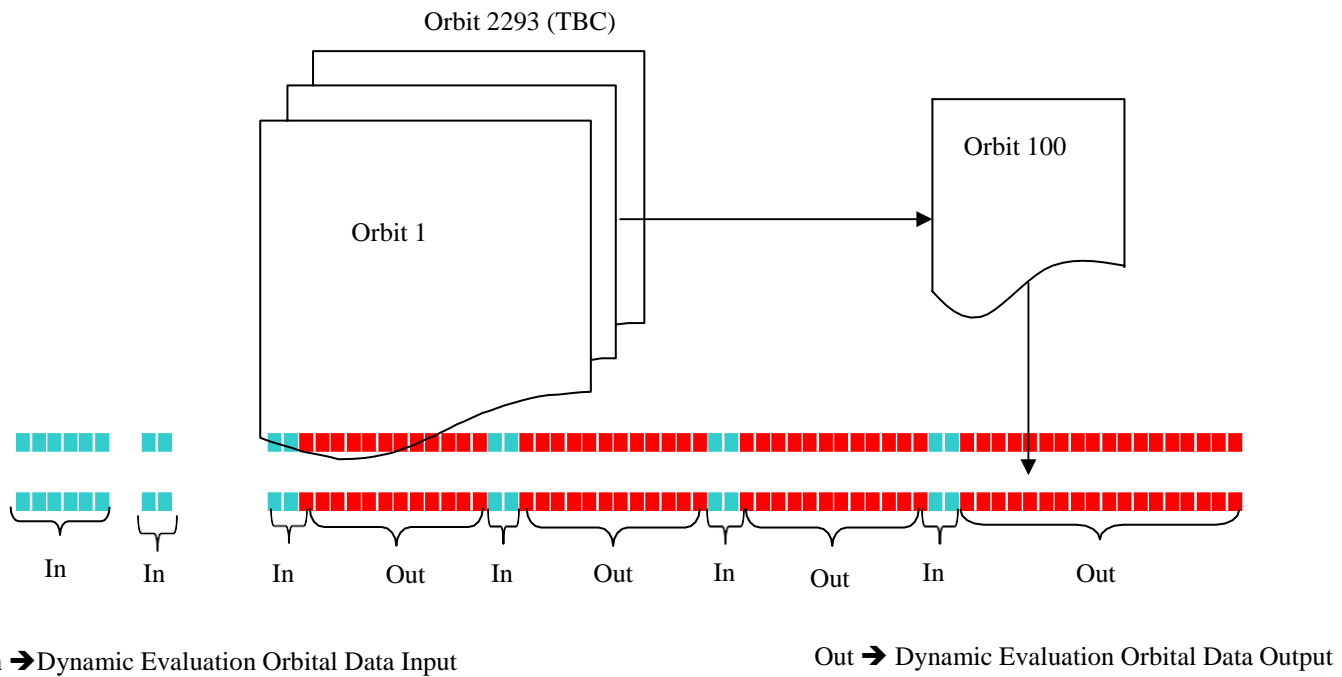 Orbit 2293 (TBC)
Orbit 100
Orbit 1
In
In
In
Out
In
Out
In
Out
In
Out
n ➔Dynamic Evaluation Orbital Data Input
Out ➔ Dynamic Evaluation Orbital Data Output